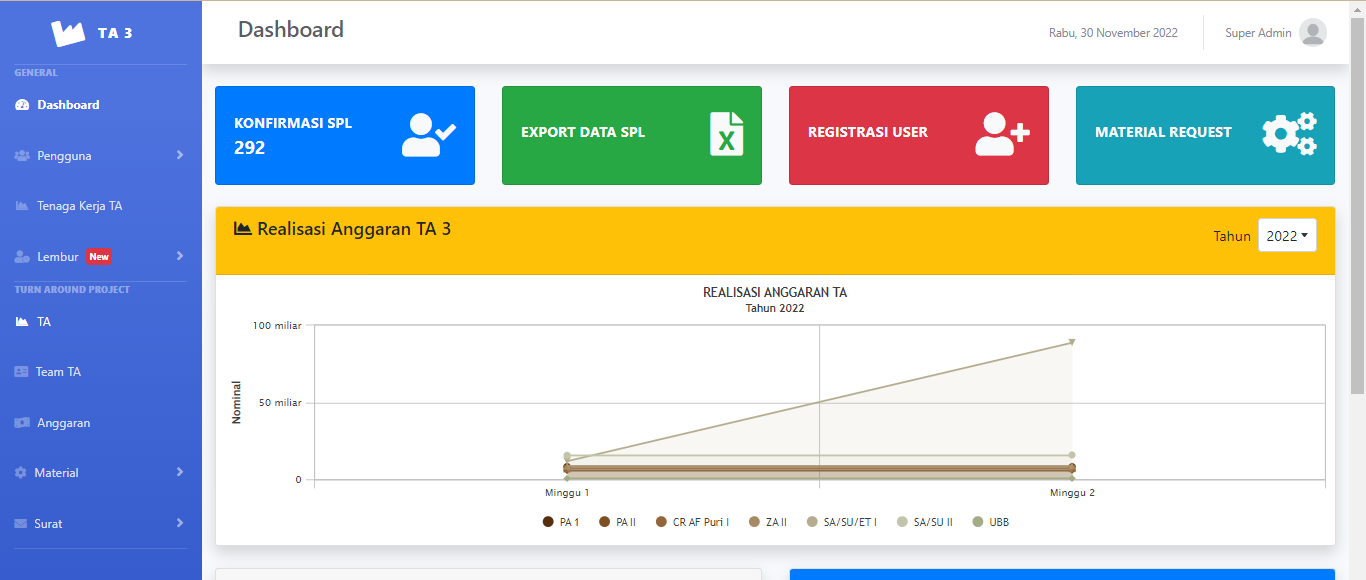 TA 3
GENERAL
Dashboard
Pengguna
Tenaga Kerja TA
Lembur New
TURN AROUND PROJECT
TA
Team TA
Anggaran
Material
Surat
Dashboard
Rabu, 30 November 2022
Super Admin
KONFIRMASI SPL
292
EXPORT DATA SPL
REGISTRASI USER
MATERIAL REQUEST
Realisasi Anggaran TA 3
Tahun 2022
REALISASI ANGGARAN TA
Tahun 2022
Nominal
100 miliar
50 miliar
0
Minggu 1 Minggu 2
PA 1 PA II CR AF Puri I ZA II SA/SU/ET I SA/SU II UBB